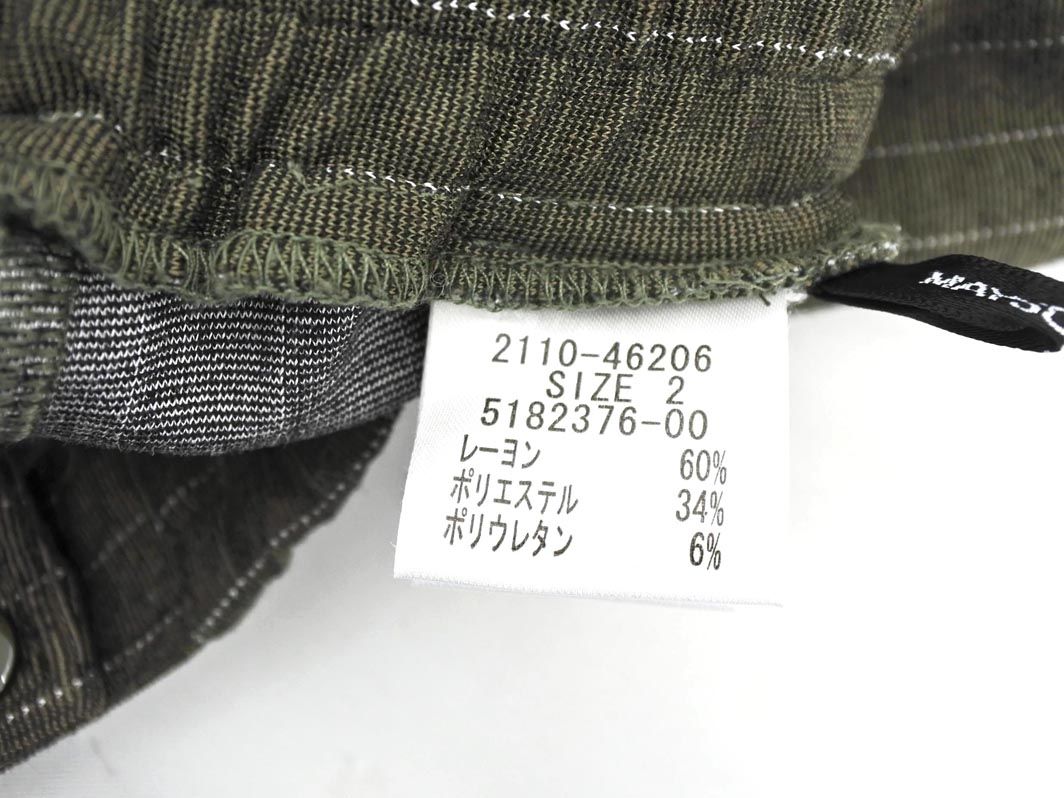 2110-46206
SIZE 2
5182376-00
レーヨン 60%
ポリエステル 34%
ポリウレタン 6%